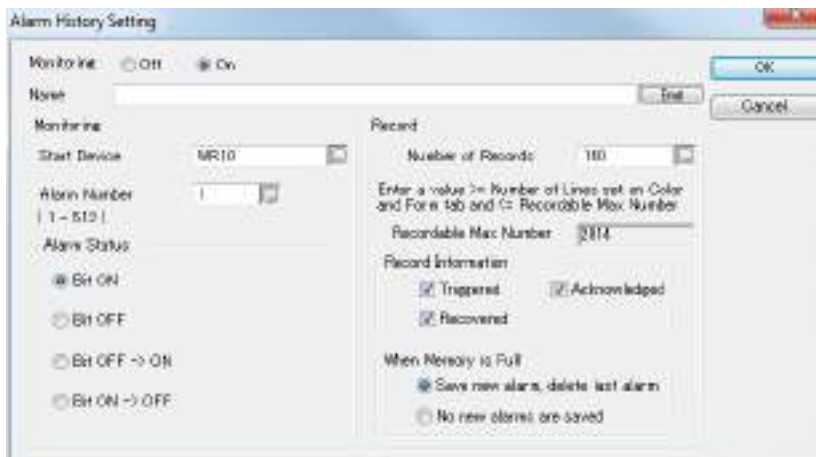 Alarm History Setting
Monitoring Off On
Name
Monitoring
Start Device MR10
Alarm Number 1
( 1 - 512 )
Alarm Status
Bit ON
Bit OFF
Bit OFF -> ON
Bit ON -> OFF
Record
Number of Records
Enter a value >= Number of Lines set on Color
and Form tab and <= Recordable Max Number
Recordable Max Number
Record Information
Triggered Acknowledged
Recovered
When Memory is Full
Save new alarm, delete last alarm
No new alarms are saved
OK
Cancel